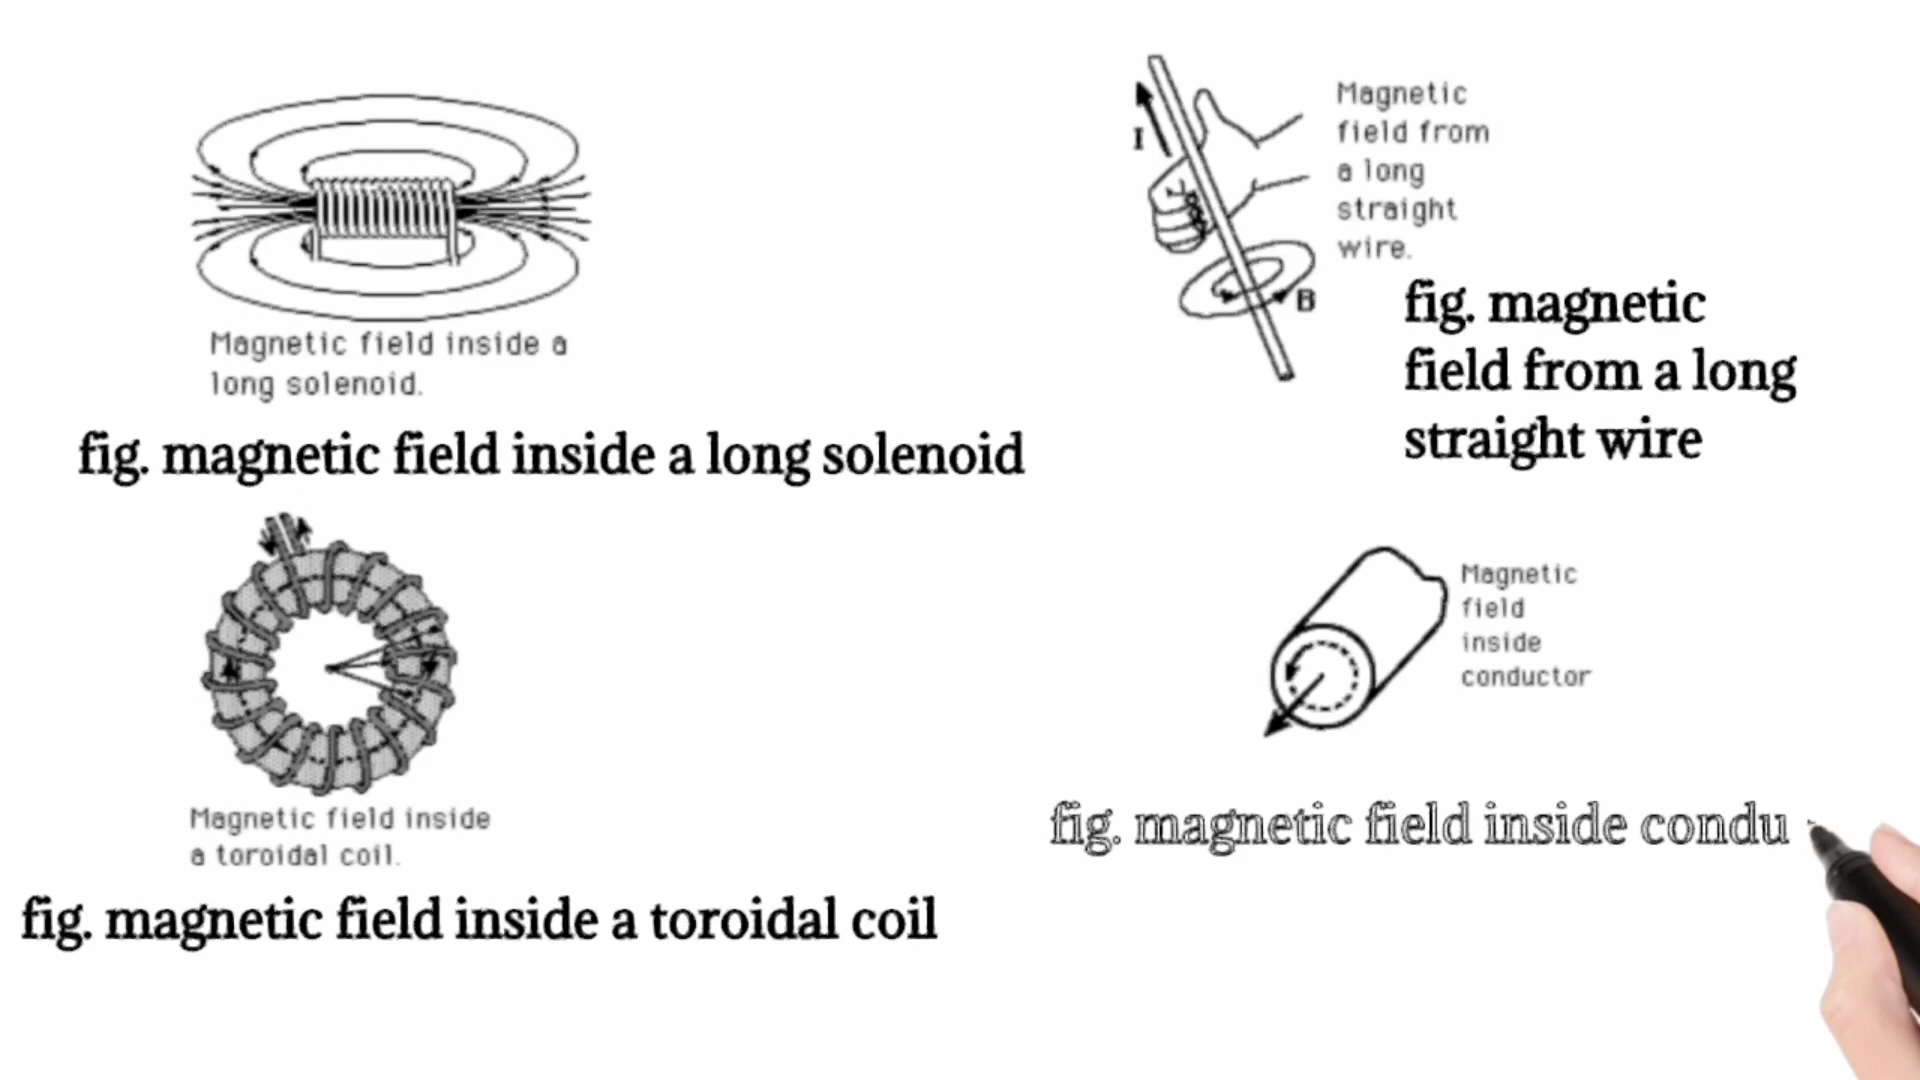 Magnetic field inside a
long solenoid.
fig. magnetic field inside a long solenoid
I
B
Magnetic
field from
a long
straight
wire.
fig. magnetic
field from a long
straight wire
Magnetic field inside
a toroidal coil.
fig. magnetic field inside a toroidal coil
Magnetic
field
inside
conductor
fig. magnetic field inside condu